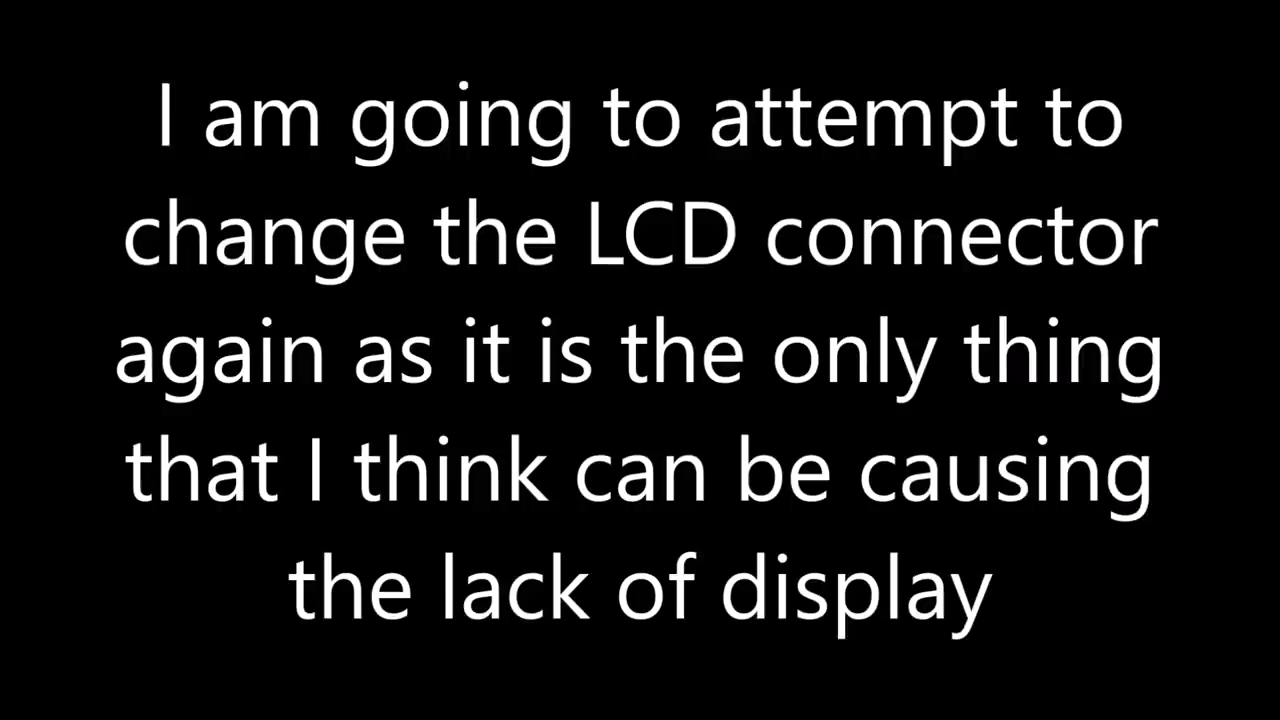 I am going to attempt to
change the LCD connector
again as it is the only thing
that I think can be causing
the lack of display